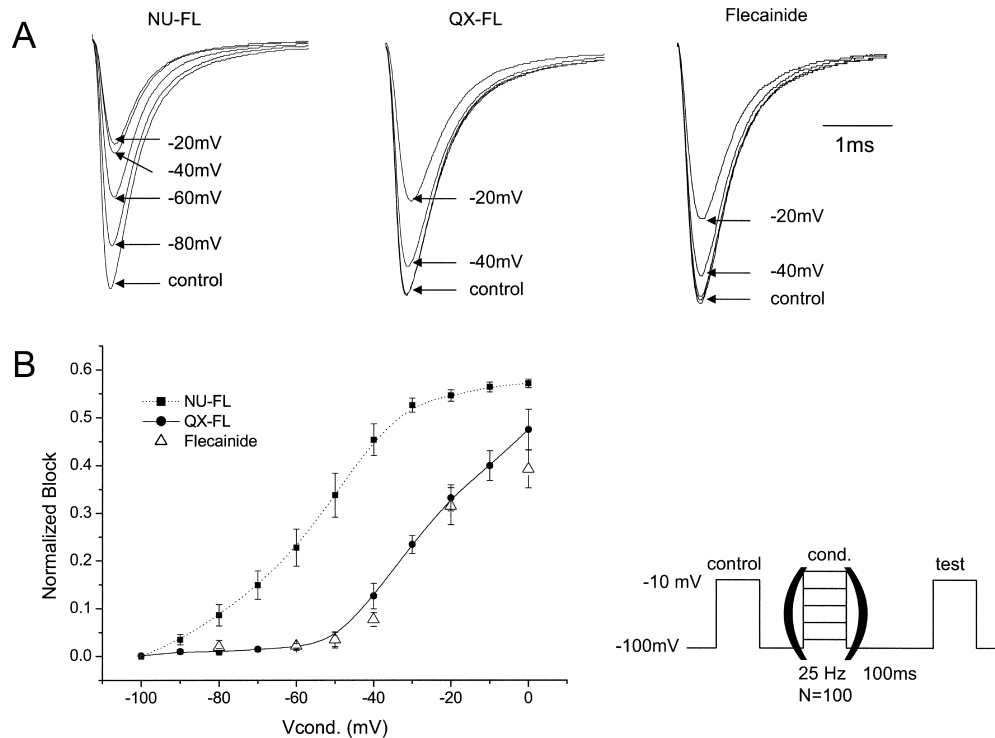 A
NU-FL
-20mV
-40mV
-60mV
-80mV
control
QX-FL
-20mV
-40mV
control
Flecainide
1ms
-20mV
-40mV
control
B
Normalized Block
0.6
0.5
0.4
0.3
0.2
0.1
0.0
NU-FL
QX-FL
Flecainide
-100
-80
-60
-40
-20
0
Vcond. (mV)
control
cond.
test
-10 mV
-100mV
25 Hz
N=100
100ms